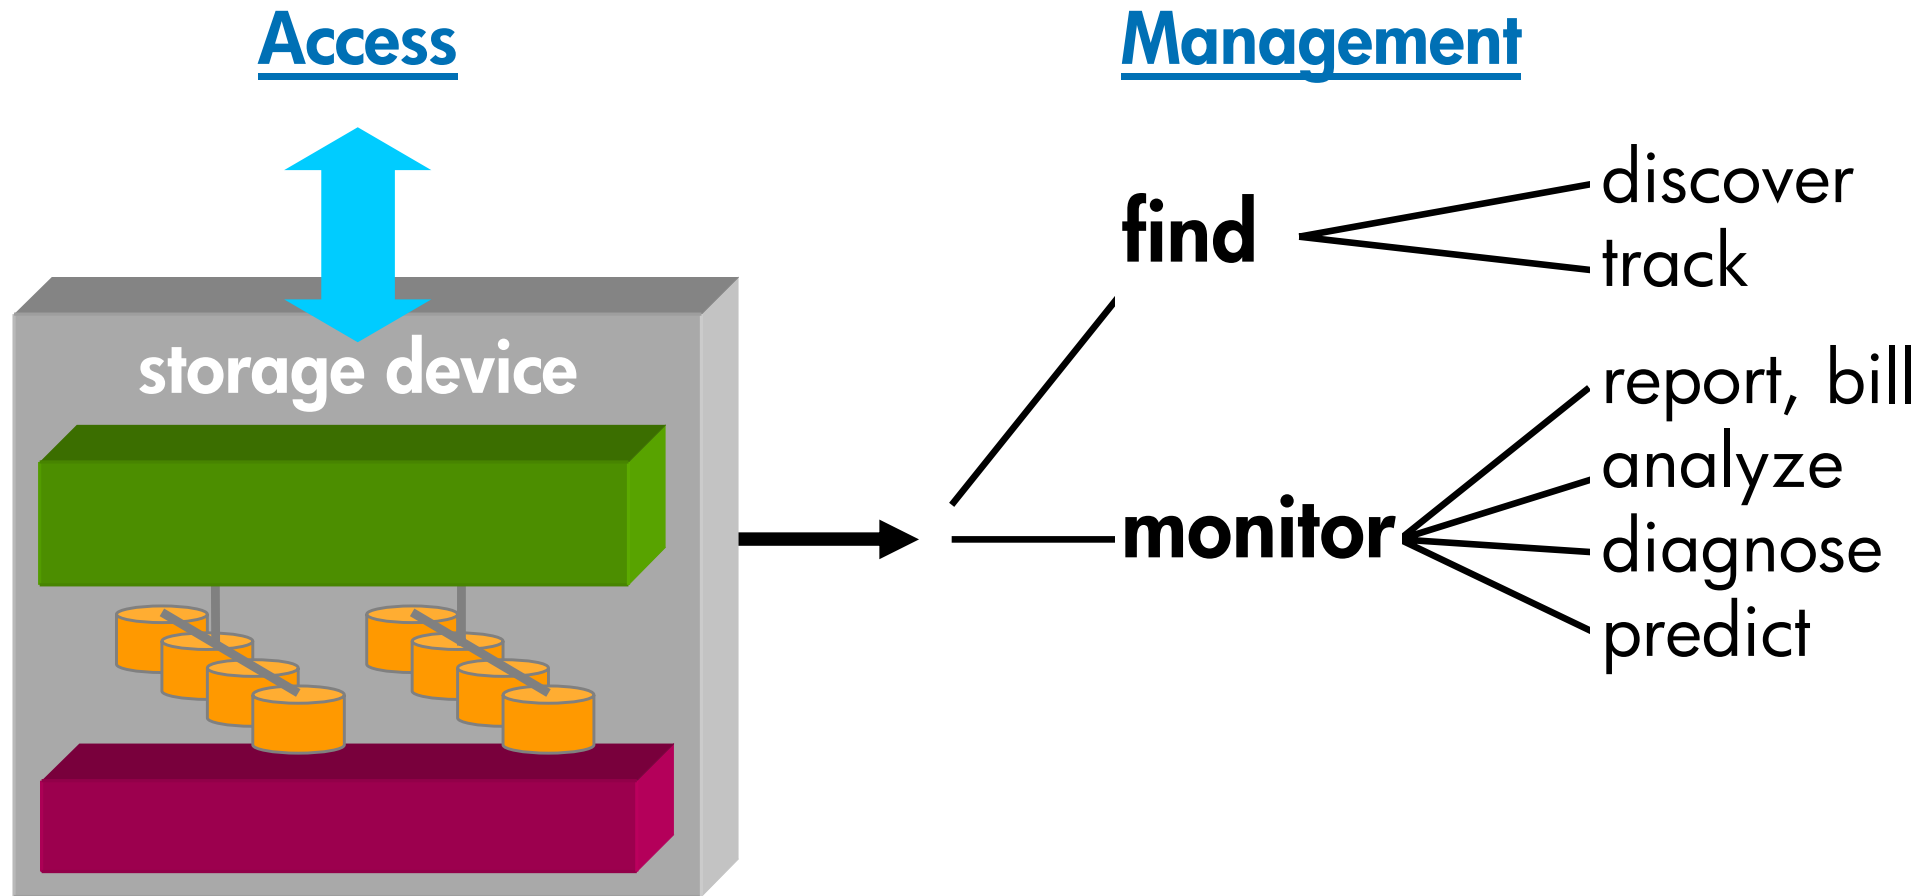 Access
Management
storage device
find
discover
track
monitor
report, bill
analyze
diagnose
predict